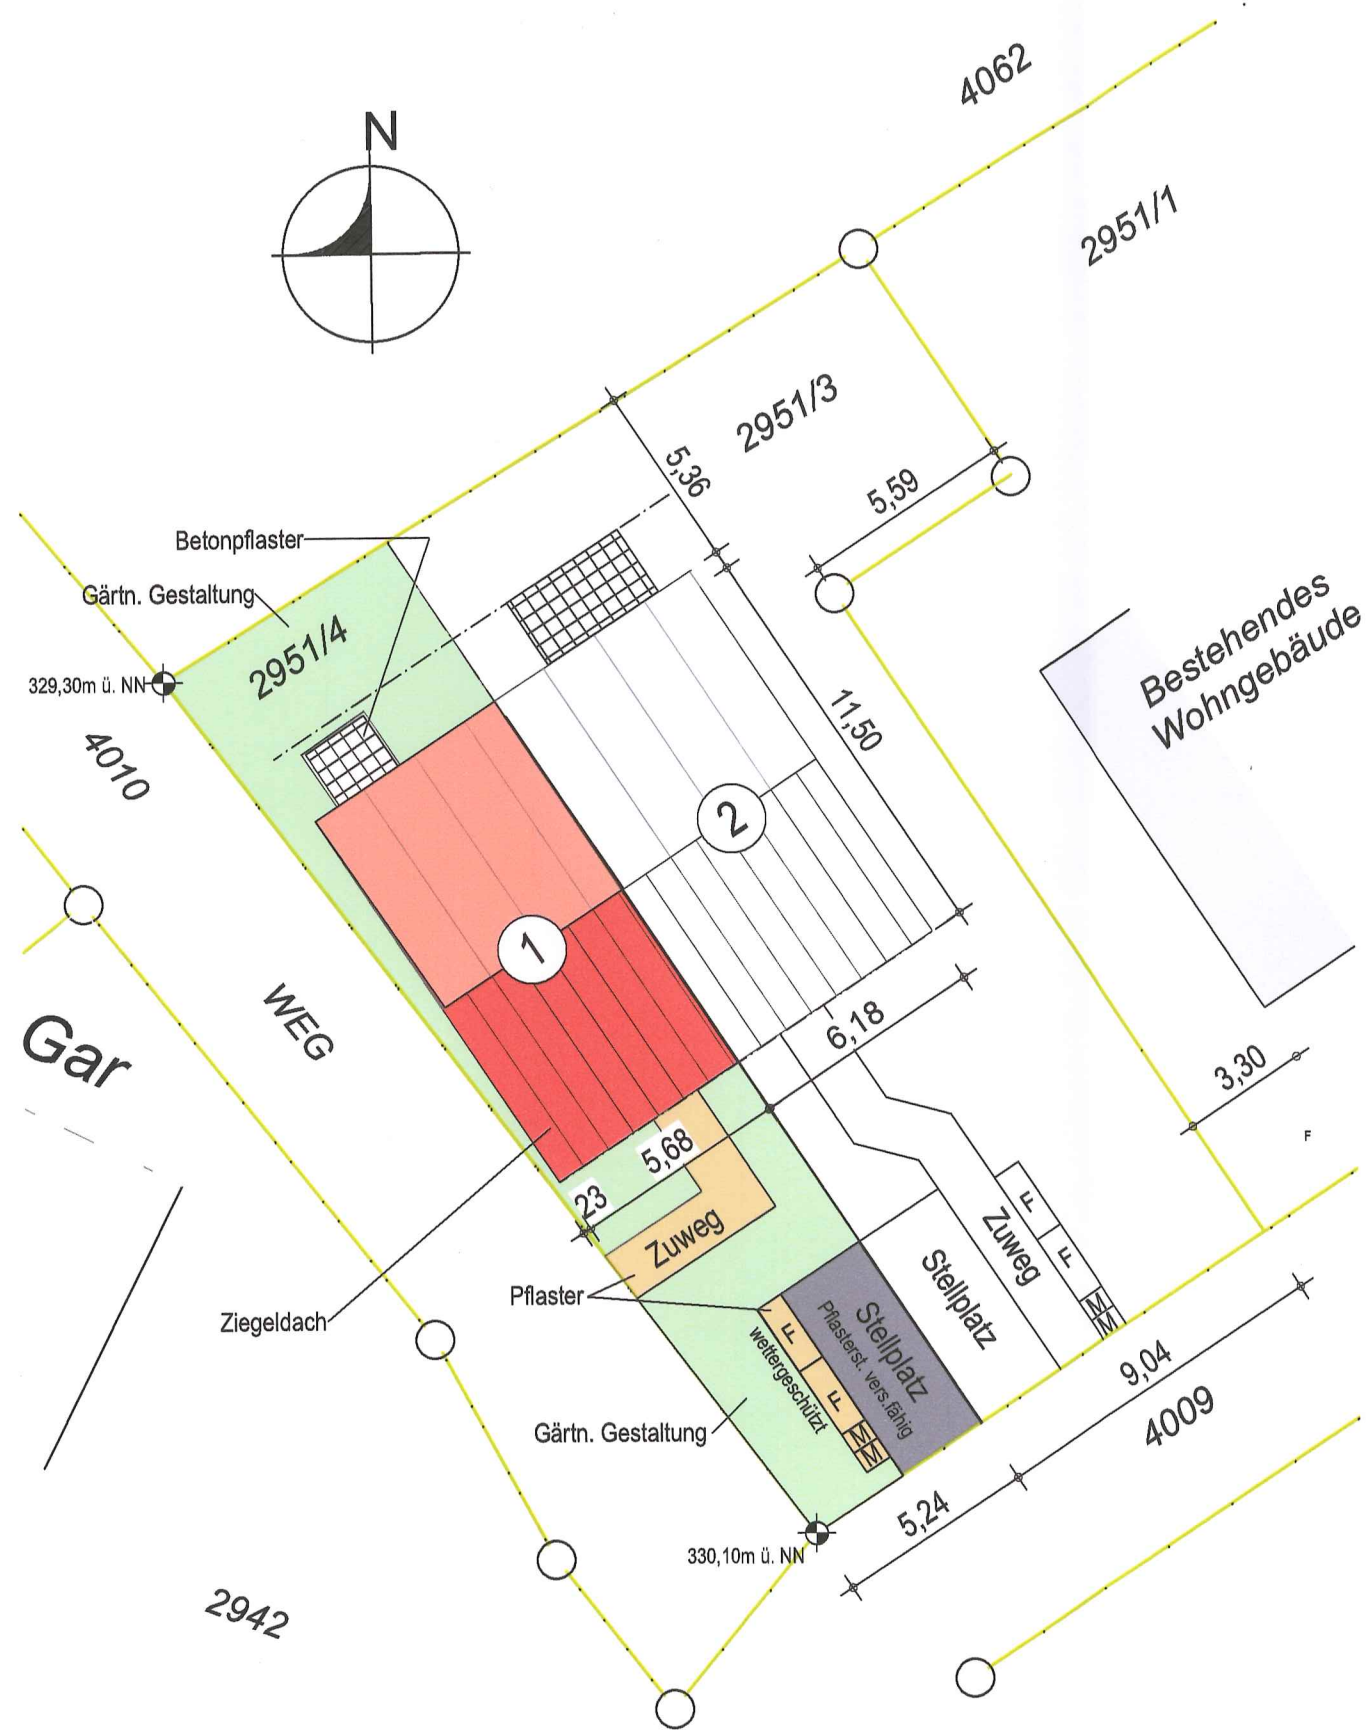 N
4062
2951/1
2951/3
5,36
5,59
Betonpflaster
Gärtn. Gestaltung
2951/4
329,30m ü. NN
4010
Bestehendes
Wohngebäude
11,50
2
1
WEG
Gar
6,18
3,30
F
5,68
23
Zuweg
Zuweg
F
F
M
M
Stellplatz
Pflaster
Ziegeldach
Stellplatz
Pflasterst. vers.fähig
F
F
M
M
wettergeschützt
Gärtn. Gestaltung
9,04
4009
5,24
330,10m ü. NN
2942